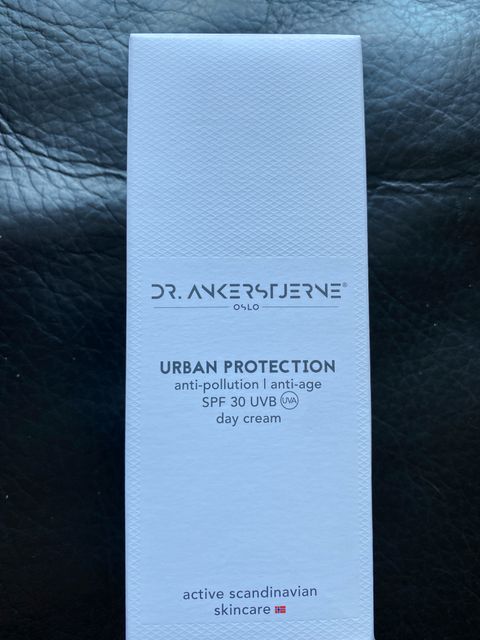 DR. ANKERSTJERNE®
OSLO
URBAN PROTECTION
anti-pollution | anti-age
SPF 30 UVB UVA
day cream
active scandinavian
skincare